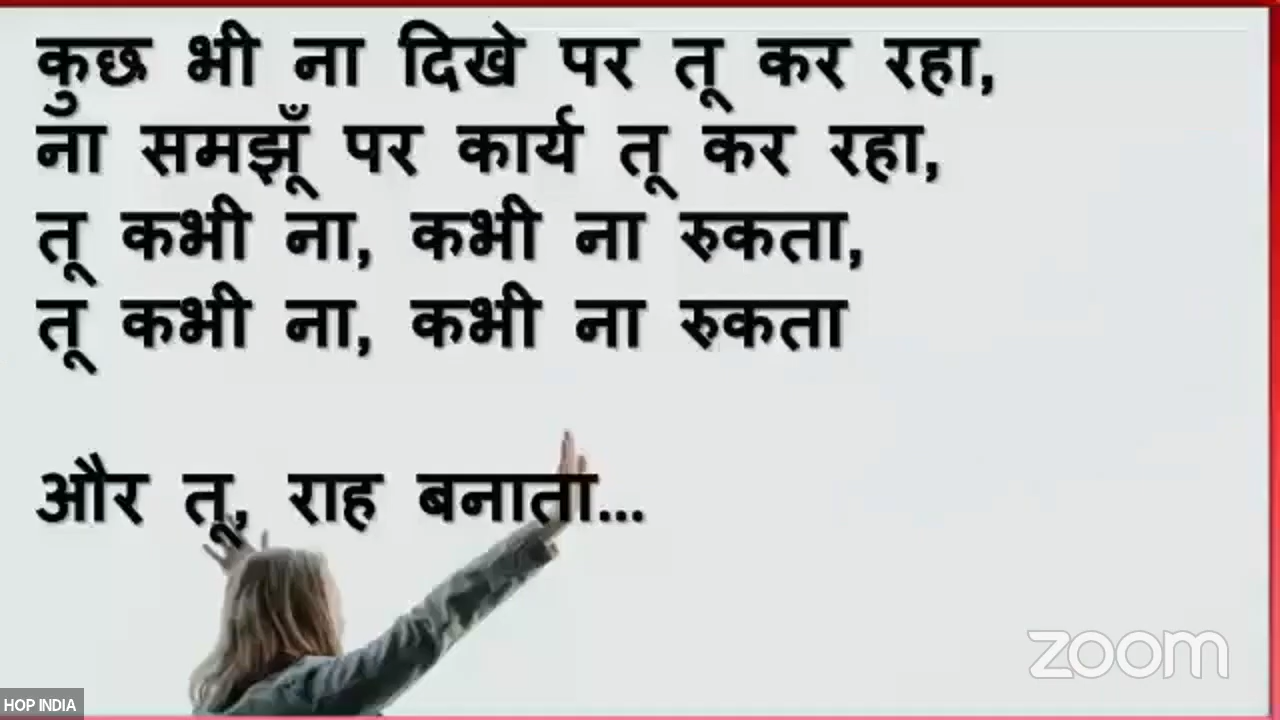 कुछ भी ना दिखे पर तू कर रहा,
ना समझूँ पर कार्य तू कर रहा,
तू कभी ना, कभी ना रुकता,
तू कभी ना, कभी ना रुकता
और तू, राह बनाता...
zoom
HOP INDIA